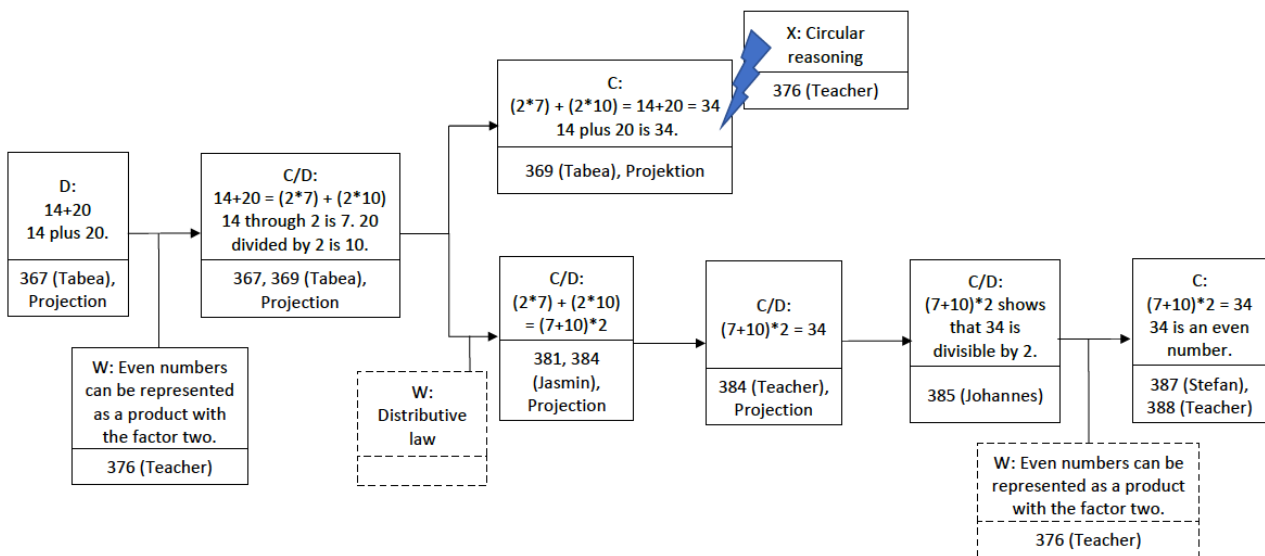 D:
14+20
14 plus 20.
367 (Tabea),
Projection
W: Even numbers
can be represented
as a product with
the factor two.
376 (Teacher)
C/D:
14+20 = (2*7) + (2*10)
14 through 2 is 7. 20
divided by 2 is 10.
367, 369 (Tabea),
Projection
C:
(2*7) + (2*10) = 14+20 = 34
14 plus 20 is 34.
369 (Tabea), Projektion
X: Circular
reasoning
376 (Teacher)
W:
Distributive
law
C/D:
(2*7) + (2*10)
= (7+10)*2
381, 384
(Jasmin),
Projection
C/D:
(7+10)*2 = 34
384 (Teacher),
Projection
C/D:
(7+10)*2 shows
that 34 is
divisible by 2.
385 (Johannes)
W: Even numbers can be
represented as a product
with the factor two.
376 (Teacher)
C:
(7+10)*2 = 34
34 is an even
number.
387 (Stefan),
388 (Teacher)